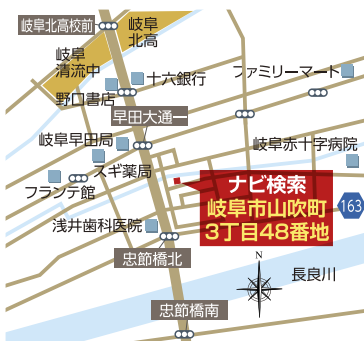 岐阜北高校前
岐阜
北高
岐阜
清流中
十六銀行
ファミリーマート
野口書店
早田大通一
岐阜早田局
岐阜赤十字病院
スギ薬局
フランテ館
ナビ検索
岐阜市山吹町
3丁目48番地
163
浅井歯科医院
忠節橋北
N
長良川
忠節橋南